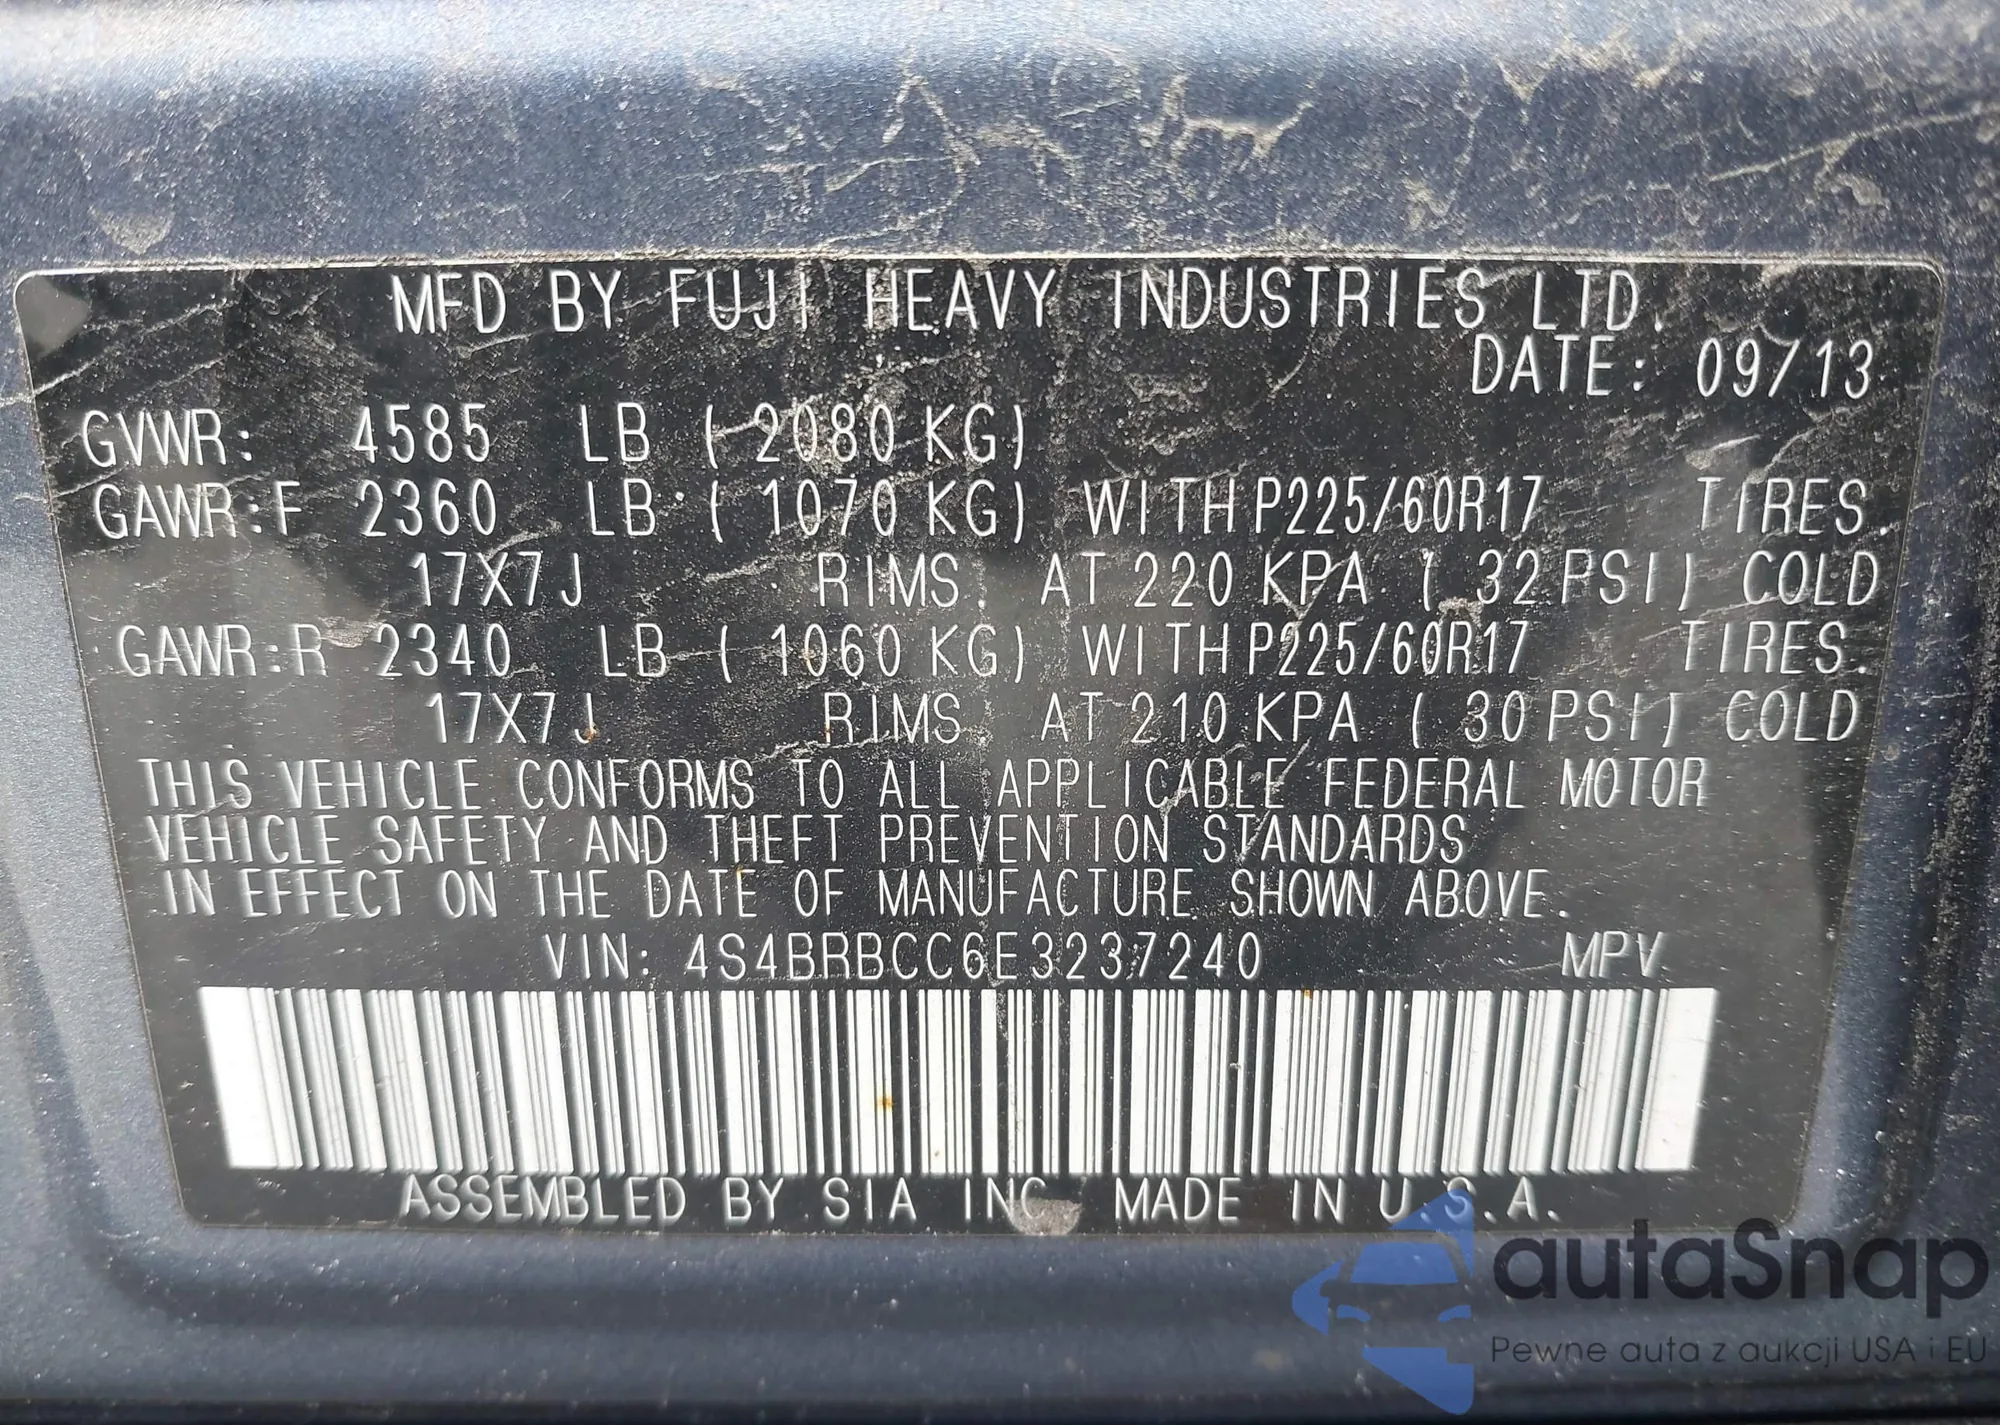 MFD BY FUJI HEAVY INDUSTRIES LTD.
DATE: 09/13
GVWR: 4585 LB ( 2080 KG)
GAWR:F 2360 LB ( 1070 KG) WITH P225/60R17 TIRES.
17X7J RIMS AT 220 KPA ( 32 PSI) COLD
GAWR:R 2340 LB ( 1060 KG) WITH P225/60R17 TIRES.
17X7J RIMS AT 210 KPA ( 30 PSI) COLD
THIS VEHICLE CONFORMS TO ALL APPLICABLE FEDERAL MOTOR
VEHICLE SAFETY AND THEFT PREVENTION STANDARDS
IN EFFECT ON THE DATE OF MANUFACTURE SHOWN ABOVE.
VIN: 4S4BRBCC6E3237240 MPV
ASSEMBLED BY SIA INC MADE IN U.S.A.
autaSnap
Pewne auta z aukcji USA i EU